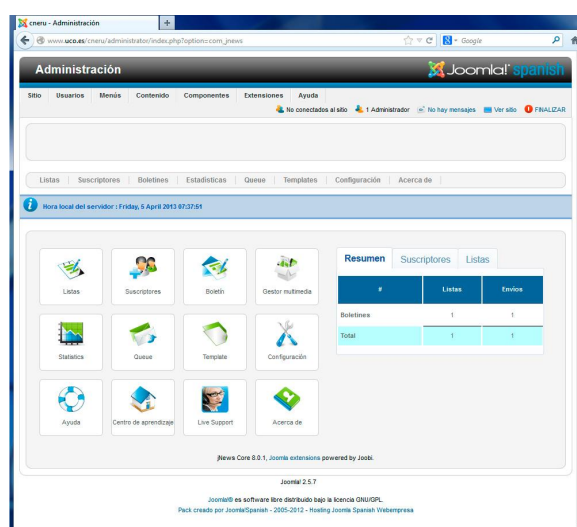 cneru - Administración
www.uco.es/cneru/administrator/index.php?option=com_jnews
Google
Administración
Joomla! Spanish
Sitio Usuarios Menús Contenido Componentes Extensiones Ayuda
No conectados al sitio 1 Administrador No hay mensajes Ver sitio FINALIZAR
Listas Suscriptores Boletines Estadísticas Queue Templates Configuración Acerca de
Hora local del servidor : Friday, 5 April 2013 07:37:51
Listas Suscriptores Boletín Gestor multimedia
Statistics Queue Template Configuración
Ayuda Centro de aprendizaje Live Support Acerca de
Resumen Suscriptores Listas
# Listas Envíos
Boletines 1 1
Total 1 1
jNews Core 8.0.1, Joomla extensions powered by Joobi.
Joomla! 2.5.7
Joomla!® es software libre distribuido bajo la licencia GNU/GPL.
Pack creado por Joomla!Spanish - 2005-2012 - Hosting Joomla Spanish Webempresa